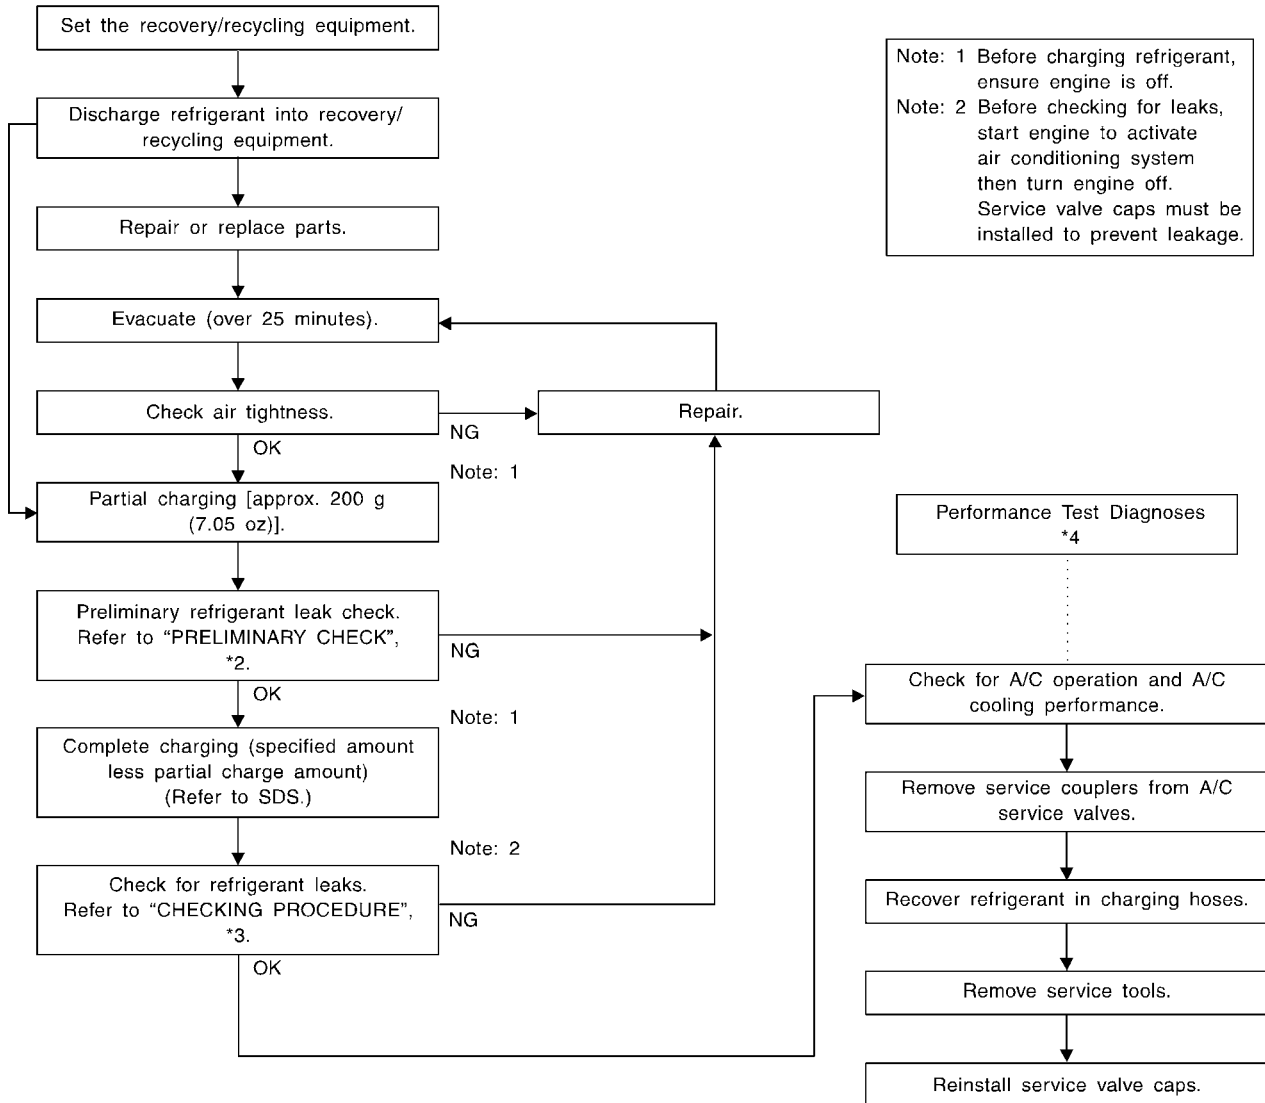 Set the recovery/recycling equipment.
Discharge refrigerant into recovery/
recycling equipment.
Repair or replace parts.
Evacuate (over 25 minutes).
Check air tightness.
NG
Repair.
OK
Note: 1
Partial charging [approx. 200 g
(7.05 oz)].
Preliminary refrigerant leak check.
Refer to “PRELIMINARY CHECK”,
*2.
NG
OK
Note: 1
Complete charging (specified amount
less partial charge amount)
(Refer to SDS.)
Note: 2
Check for refrigerant leaks.
Refer to “CHECKING PROCEDURE”,
*3.
NG
OK
Note: 1 Before charging refrigerant,
ensure engine is off.
Note: 2 Before checking for leaks,
start engine to activate
air conditioning system
then turn engine off.
Service valve caps must be
installed to prevent leakage.
Performance Test Diagnoses
*4
Check for A/C operation and A/C
cooling performance.
Remove service couplers from A/C
service valves.
Recover refrigerant in charging hoses.
Remove service tools.
Reinstall service valve caps.